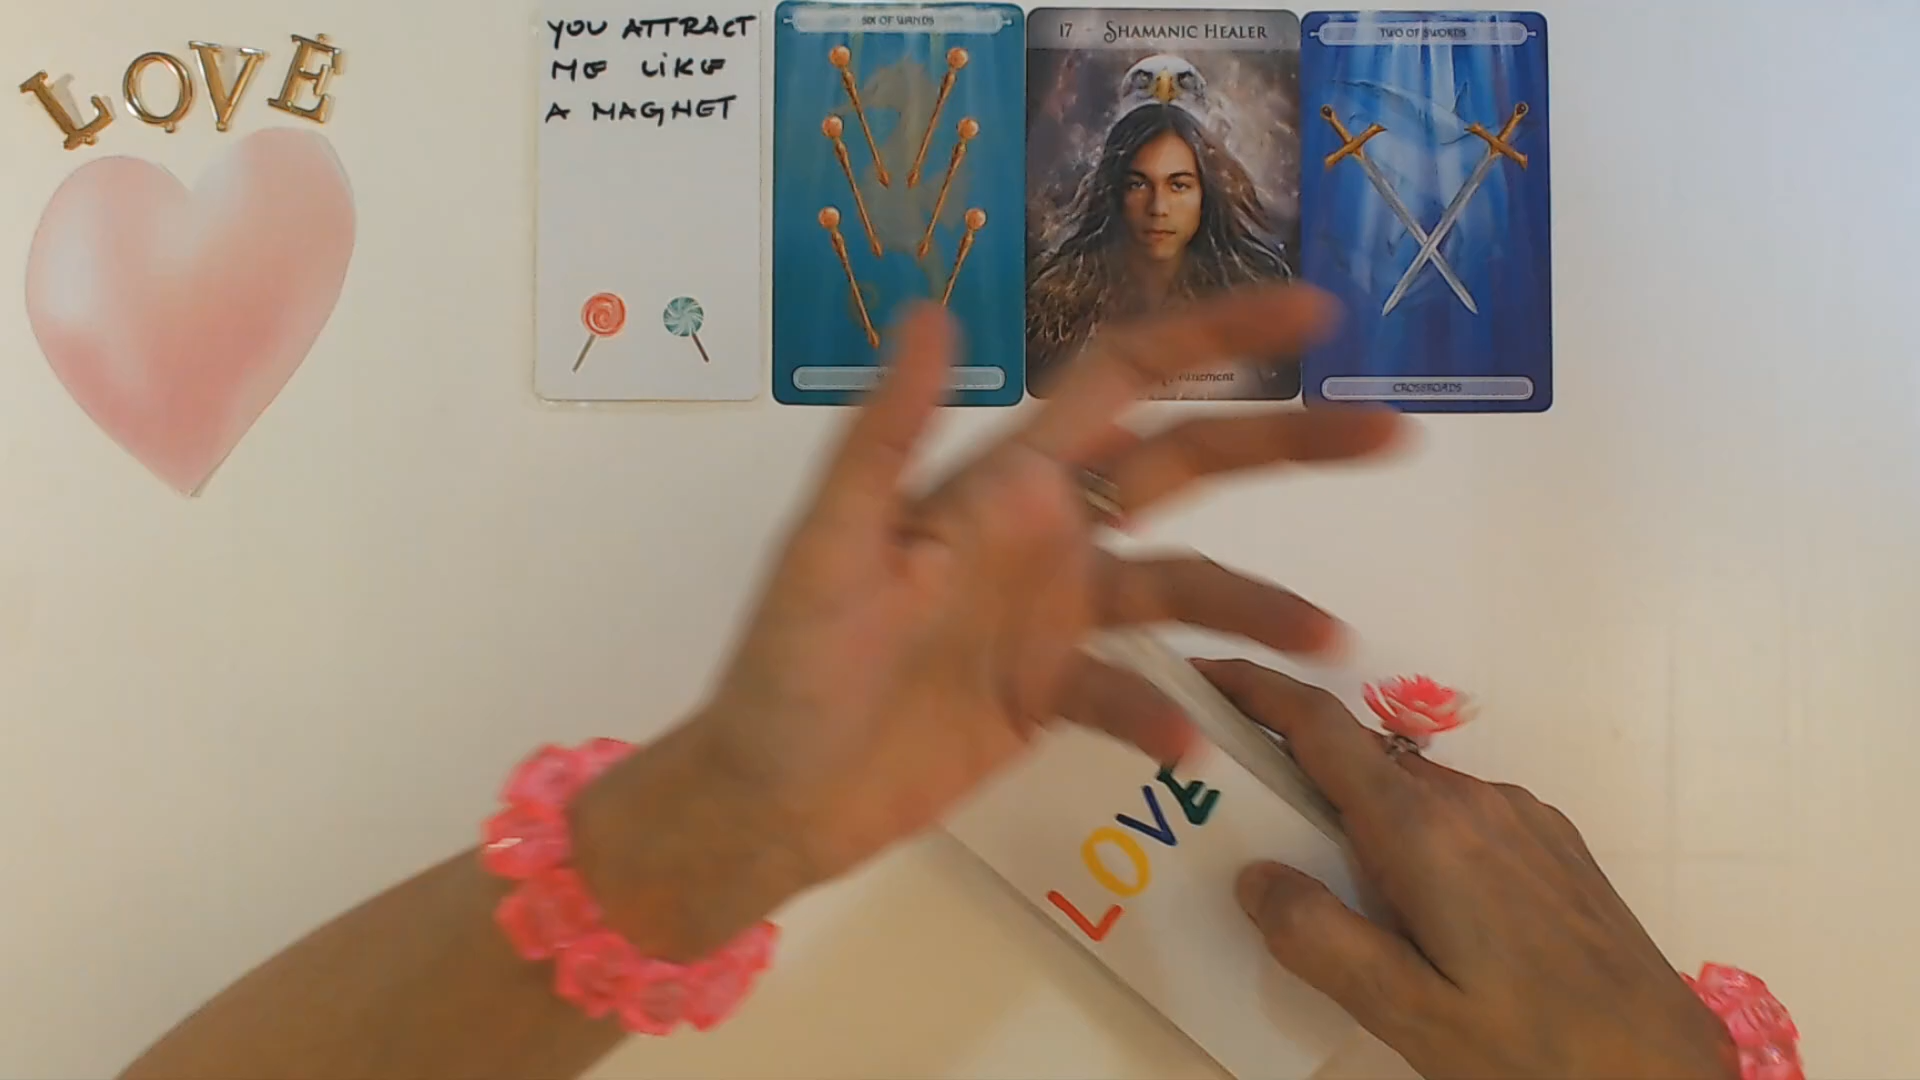 LOVE
YOU ATTRACT
ME LIKE
A MAGNET
SIX OF WANDS
17 - SHAMANIC HEALER
TWO OF SWORDS
CROSSROADS
LOVE